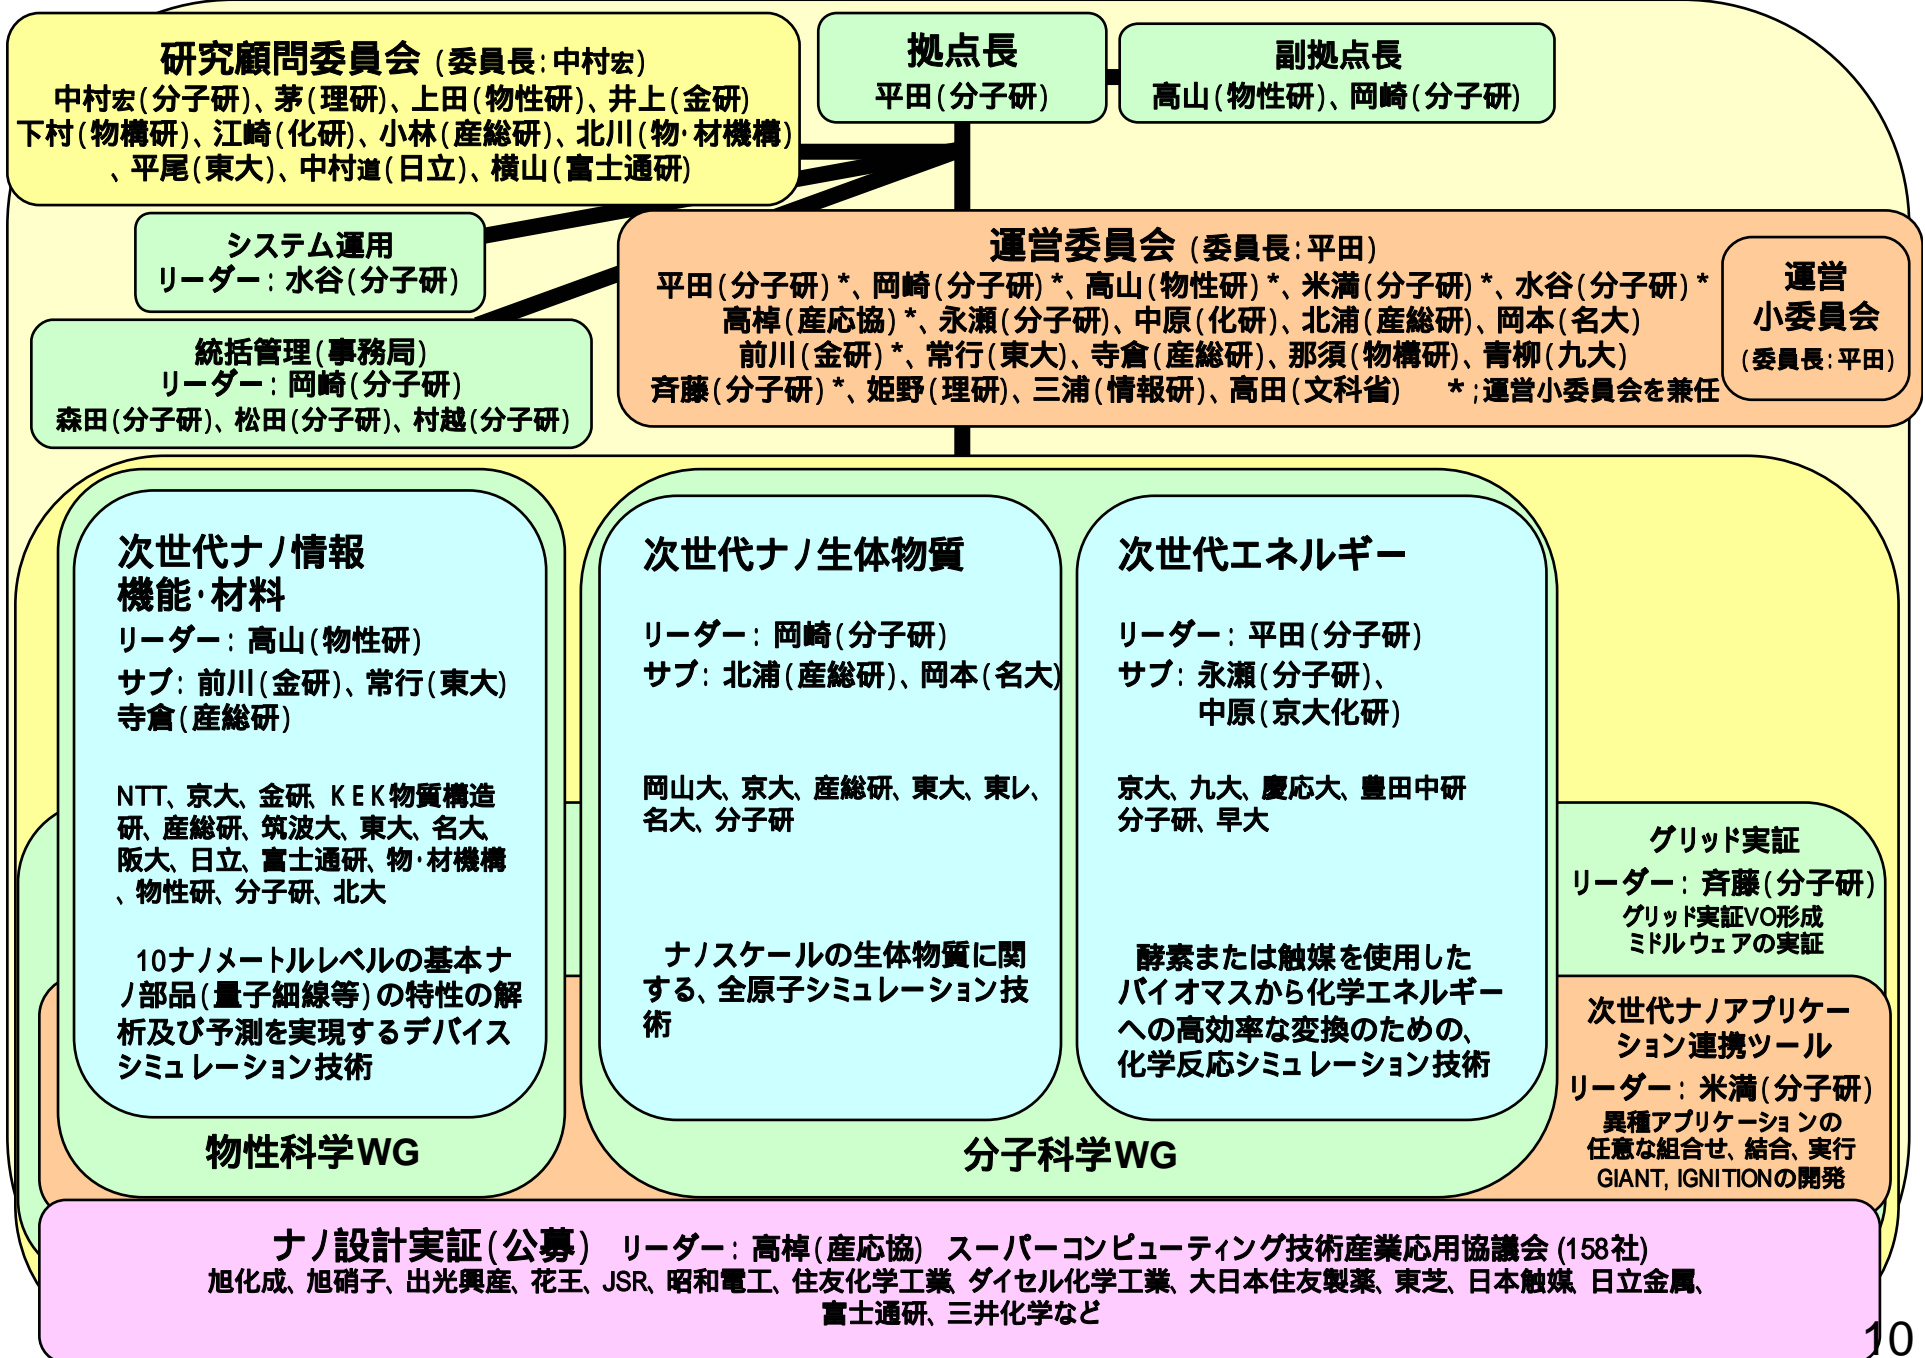 研究顧問委員会（委員長：中村宏）
中村宏（分子研）、茅（理研）、上田（物性研）、井上（金研）
下村（物構研）、江崎（化研）、小林（産総研）、北川（物・材機構）
、平尾（東大）、中村道（日立）、横山（富士通研）
拠点長
平田（分子研）
副拠点長
高山（物性研）、岡崎（分子研）
システム運用
リーダー：水谷（分子研）
統括管理（事務局）
リーダー：岡崎（分子研）
森田（分子研）、松田（分子研）、村越（分子研）
運営委員会（委員長：平田）
平田（分子研）*、岡崎（分子研）*、高山（物性研）*、米満（分子研）*、水谷（分子研）*
高棹（産応協）*、永瀬（分子研）、中原（化研）、北浦（産総研）、岡本（名大）
前川（金研）*、常行（東大）、寺倉（産総研）、那須（物構研）、青柳（九大）
斉藤（分子研）*、姫野（理研）、三浦（情報研）、高田（文科省）　*；運営小委員会を兼任
運営
小委員会
（委員長：平田）
次世代ナノ情報
機能・材料
リーダー：高山（物性研）
サブ：前川（金研）、常行（東大）
寺倉（産総研）
NTT、京大、金研、KEK物質構造
研、産総研、筑波大、東大、名大、
阪大、日立、富士通研、物・材機構
、物性研、分子研、北大
10ナノメートルレベルの基本ナ
ノ部品（量子細線等）の特性の解
析及び予測を実現するデバイス
シミュレーション技術
物性科学WG
次世代ナノ生体物質
リーダー：岡崎（分子研）
サブ：北浦（産総研）、岡本（名大）
岡山大、京大、産総研、東大、東レ、
名大、分子研
ナノスケールの生体物質に関
する、全原子シミュレーション技
術
次世代エネルギー
リーダー：平田（分子研）
サブ：永瀬（分子研）、
中原（京大化研）
京大、九大、慶応大、豊田中研
分子研、早大
酵素または触媒を使用した
バイオマスから化学エネルギー
への高効率な変換のための、
化学反応シミュレーション技術
分子科学WG
グリッド実証
リーダー：斉藤（分子研）
グリッド実証VO形成
ミドルウェアの実証
次世代ナノアプリケー
ション連携ツール
リーダー：米満（分子研）
異種アプリケーションの
任意な組合せ、結合、実行
GIANT, IGNITIONの開発
ナノ設計実証（公募）　リーダー：高棹（産応協）　スーパーコンピューティング技術産業応用協議会 (158社)
旭化成、旭硝子、出光興産、花王、JSR、昭和電工、住友化学工業、ダイセル化学工業、大日本住友製薬、東芝、日本触媒、日立金属、
富士通研、三井化学など
10